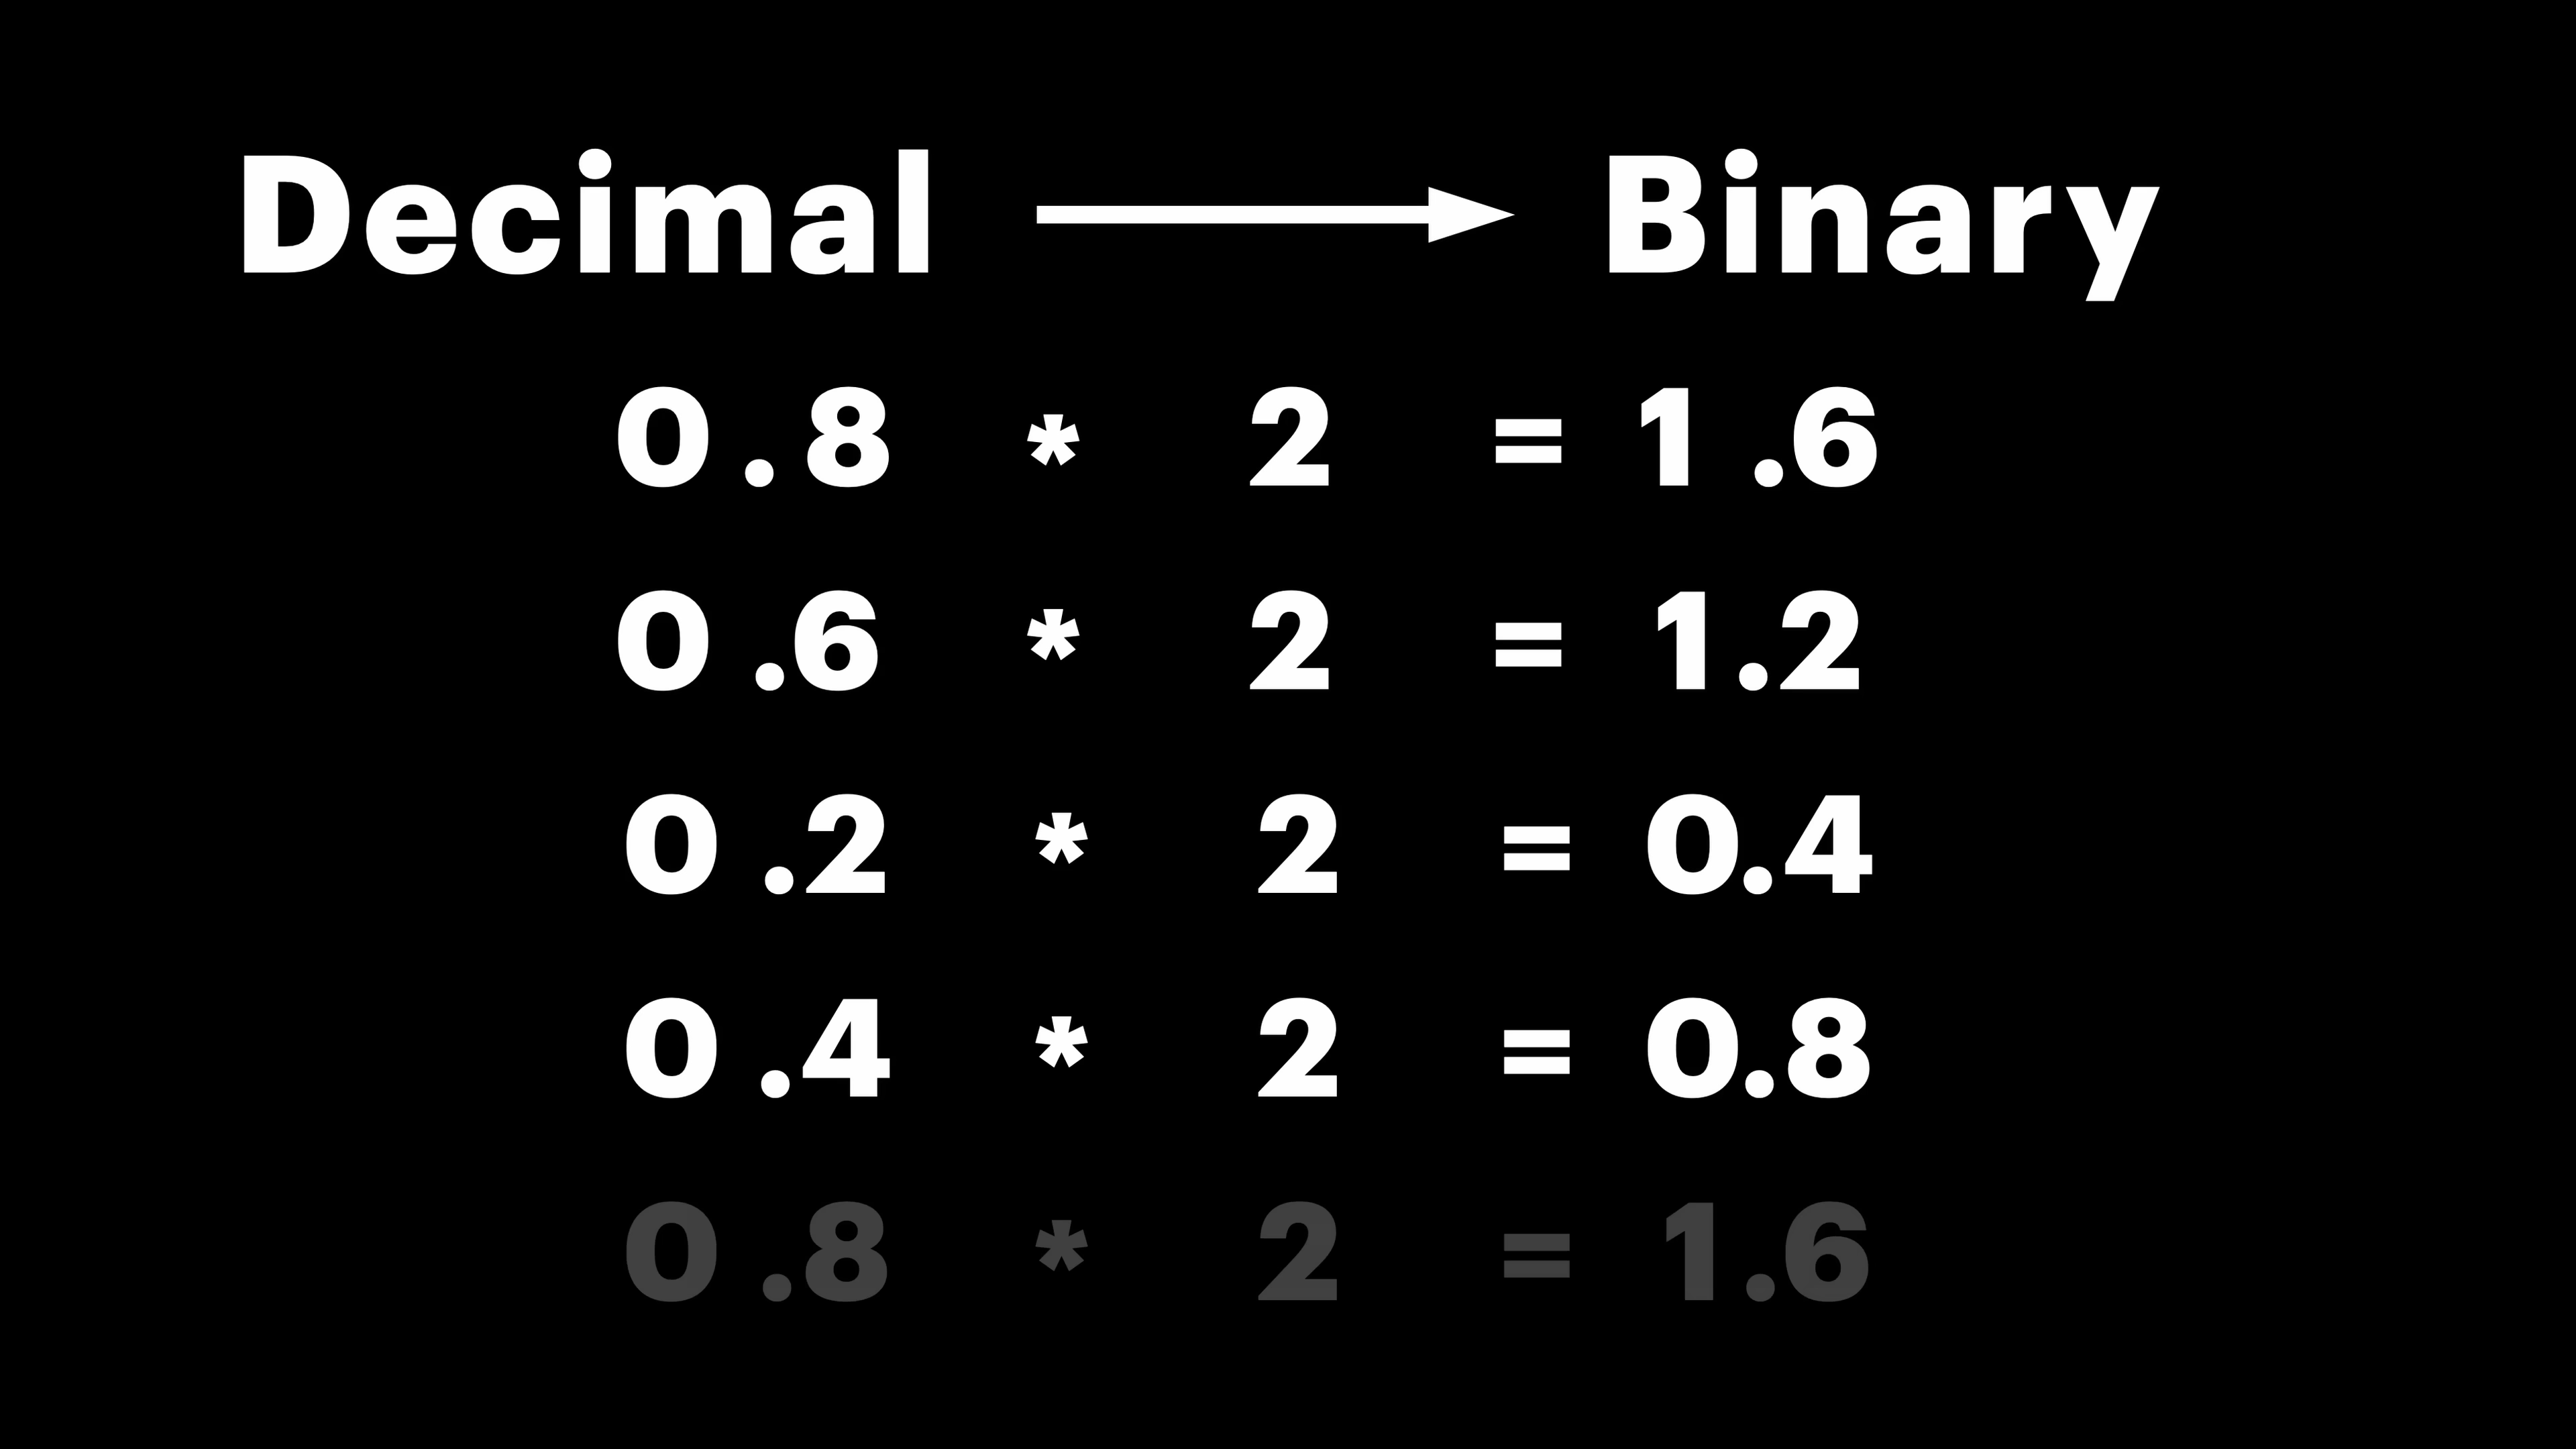 Decimal Binary
0.8 * 2 = 1.6
0.6 * 2 = 1.2
0.2 * 2 = 0.4
0.4 * 2 = 0.8
0.8 * 2 = 1.6